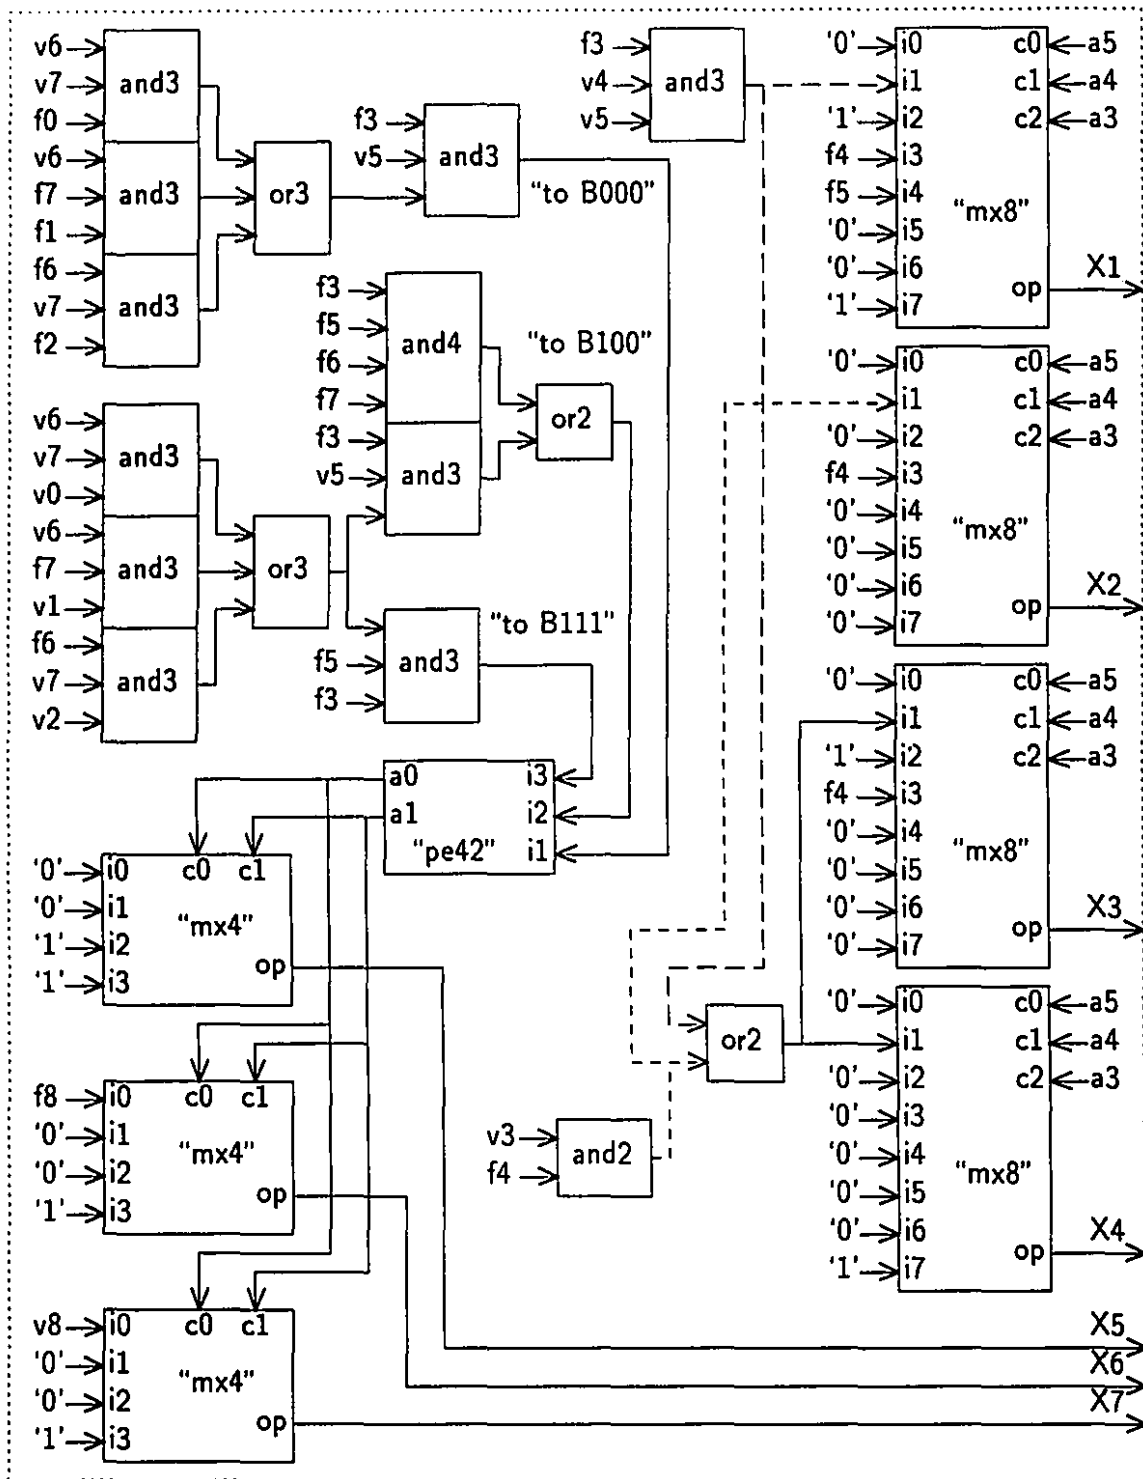 v6
v7
f0
and3
v6
f7
f1
and3
f6
v7
f2
and3
or3
f3
v5
and3
"to B000"
f3
v4
v5
and3
f3
f5
f6
f7
and4
f3
v5
and3
"to B100"
or2
v6
v7
v0
and3
v6
f7
v1
and3
f6
v7
v2
and3
or3
f5
f3
and3
"to B111"
a0 i3
a1 i2
"pe42" i1
'0' i0 c0 c1
'0' i1
"mx4"
'1' i2
op
'1' i3
f8 i0 c0 c1
'0' i1
"mx4"
'0' i2
op
'1' i3
v8 i0 c0 c1
'0' i1
"mx4"
'0' i2
op
'1' i3
v3
f4
and2
or2
'0' i0 c0 a5
i1 c1 a4
'1' i2 c2 a3
f4 i3
f5 i4
"mx8"
'0' i5
'0' i6
op X1
'1' i7
'0' i0 c0 a5
i1 c1 a4
'0' i2 c2 a3
f4 i3
'0' i4
"mx8"
'0' i5
'0' i6
op X2
'0' i7
'0' i0 c0 a5
i1 c1 a4
'1' i2 c2 a3
f4 i3
'0' i4
"mx8"
'0' i5
'0' i6
op X3
'0' i7
'0' i0 c0 a5
i1 c1 a4
'0' i2 c2 a3
'0' i3
'0' i4
"mx8"
'0' i5
'0' i6
op X4
'1' i7
X5
X6
X7